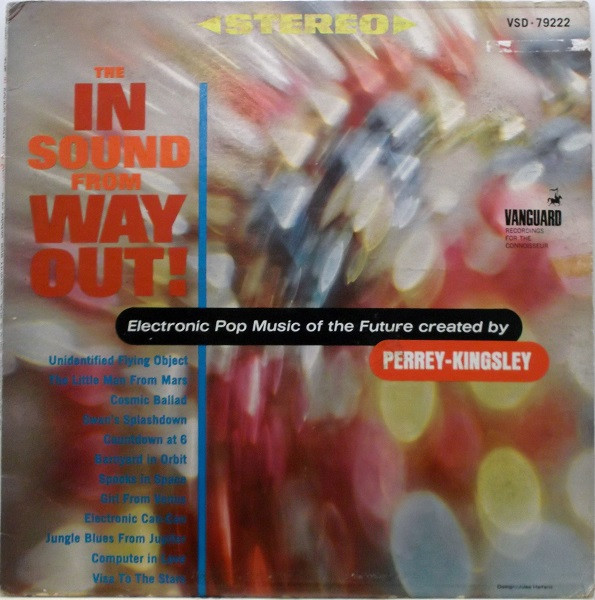 STEREO
VSD-79222
THE
IN
SOUND
FROM
WAY
OUT!
VANGUARD
RECORDINGS
FOR THE
CONNOISSEUR
Electronic Pop Music of the Future created by
PERREY-KINGSLEY
Unidentified Flying Object
The Little Man From Mars
Cosmic Ballad
Swan's Splashdown
Countdown at 6
Barnyard in Orbit
Spooks in Space
Girl From Venus
Electronic Can-Can
Jungle Blues From Jupiter
Computer in Love
Visa To The Stars